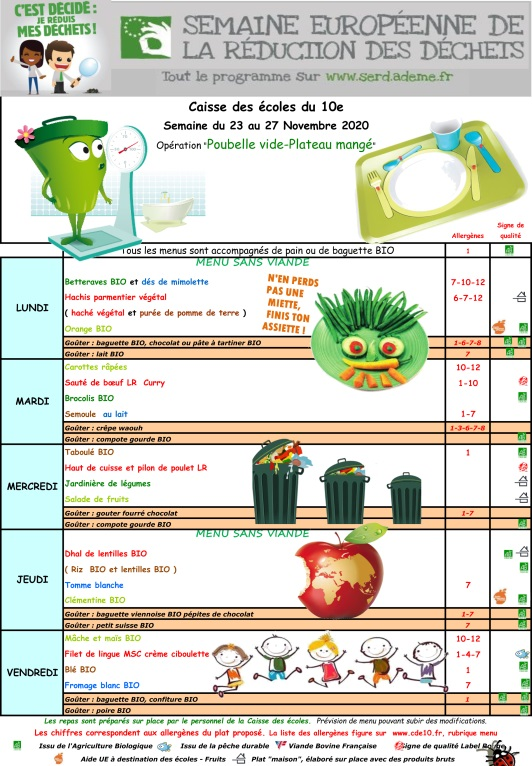 C'EST DÉCIDÉ :
JE RÉDUIS
MES DÉCHETS !
SEMAINE EUROPÉENNE DE
LA RÉDUCTION DES DÉCHETS
Tout le programme sur www.serd.ademe.fr
Caisse des écoles du 10e
Semaine du 23 au 27 Novembre 2020
Opération "Poubelle vide-Plateau mangé"
Allergènes
Signe de qualité
Tous les menus sont accompagnés de pain ou de baguette BIO 1
LUNDI
MENU SANS VIANDE
Betteraves BIO et dés de mimolette 7-10-12
Hachis parmentier végétal 6-7-12
( haché végétal et purée de pomme de terre )
Orange BIO
N'EN PERDS
PAS UNE
MIETTE,
FINIS TON
ASSIETTE !
Goûter : baguette BIO, chocolat ou pâte à tartiner BIO 1-6-7-8
Goûter : lait BIO 7
MARDI
Carottes râpées 10-12
Sauté de bœuf LR Curry 1-10
Brocolis BIO
Semoule au lait 1-7
Goûter : crêpe waouh 1-3-6-7-8
Goûter : compote gourde BIO
MERCREDI
Taboulé BIO 1
Haut de cuisse et pilon de poulet LR
Jardinière de légumes
Salade de fruits
Goûter : gouter fourré chocolat 1-7
Goûter : compote gourde BIO
JEUDI
MENU SANS VIANDE
Dhal de lentilles BIO
( Riz BIO et lentilles BIO )
Tomme blanche 7
Clémentine BIO
Goûter : baguette viennoise BIO pépites de chocolat 1-7
Goûter : petit suisse BIO 7
VENDREDI
Mâche et maïs BIO 10-12
Filet de lingue MSC crème ciboulette 1-4-7
Blé BIO 1
Fromage blanc BIO 7
Goûter : baguette BIO, confiture BIO 1
Goûter : poire BIO
Les repas sont préparés sur place par le personnel de la Caisse des écoles. Prévision de menu pouvant subir des modifications.
Les chiffres correspondent aux allergènes du plat proposé. La liste des allergènes figure sur www.cde10.fr, rubrique menu
Issu de l'Agriculture Biologique Issu de la pêche durable Viande Bovine Française Signe de qualité Label Rouge
Aide UE à destination des écoles - Fruits Plat "maison", élaboré sur place avec des produits bruts